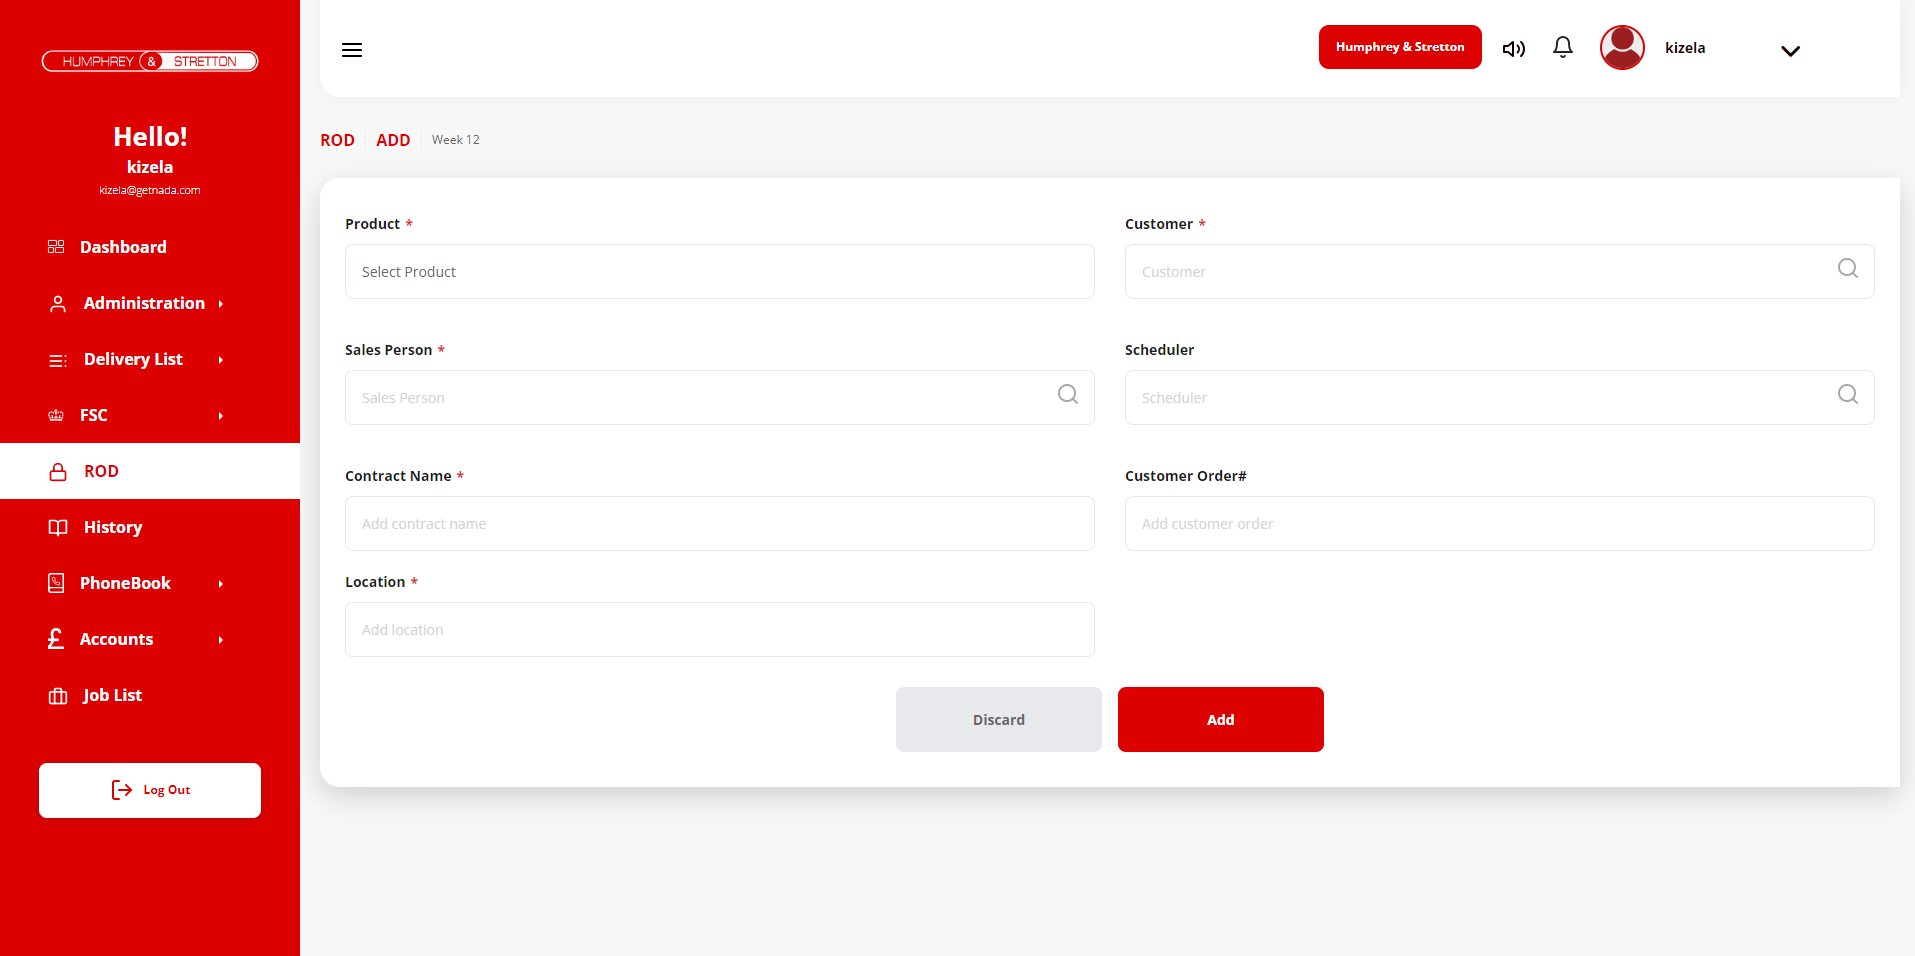 HUMPHREY & STRETTON
Hello!
kizela
kizela@getnada.com
Dashboard
Administration
Delivery List
FSC
ROD
History
PhoneBook
Accounts
Job List
Log Out
Humphrey & Stretton
kizela
ROD
ADD
Week 12
Product *
Customer *
Select Product
Customer
Sales Person *
Scheduler
Sales Person
Scheduler
Contract Name *
Customer Order#
Add contract name
Add customer order
Location *
Add location
Discard
Add